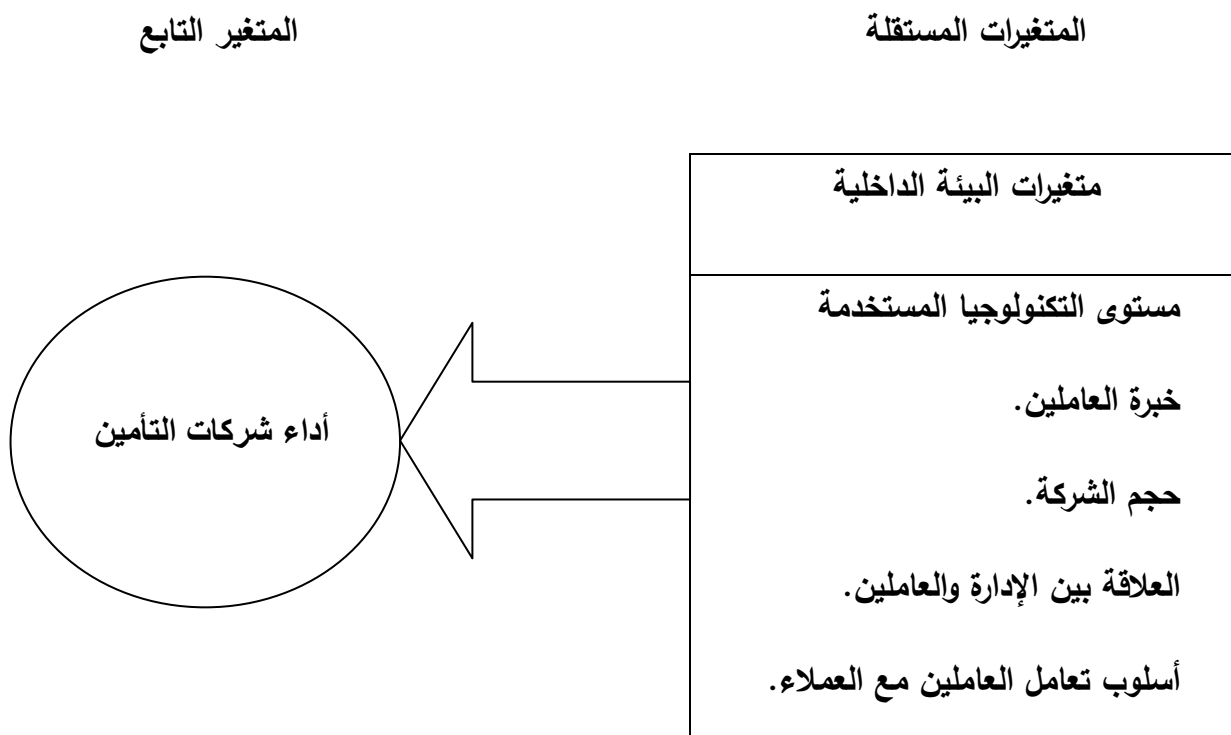 المتغيرات المستقلة
المتغير التابع
متغيرات البيئة الداخلية
مستوى التكنولوجيا المستخدمة
خبرة العاملين.
حجم الشركة.
العلاقة بين الإدارة والعاملين.
أسلوب تعامل العاملين مع العملاء.
أداء شركات التأمين